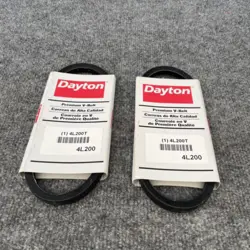 Dayton
Premium V-Belt
Correas de Alta Calidad
Courroie en V
de Première Qualité
(1) 4L200T
4L200
Dayton
Premium V-Belt
Correas de Alta Calidad
Courroie en V
de Première Qualité
(1) 4L200T
4L200